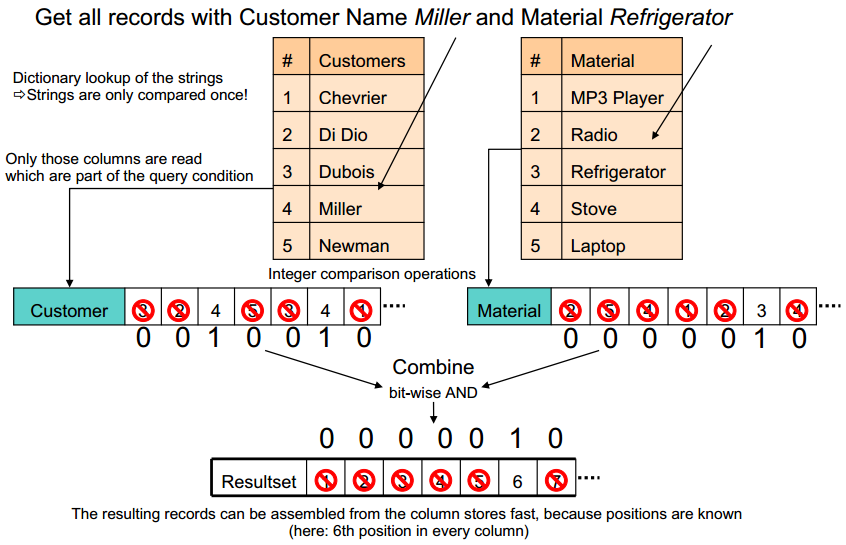 Get all records with Customer Name Miller and Material Refrigerator
Dictionary lookup of the strings
⇨Strings are only compared once!
Only those columns are read
which are part of the query condition
# Customers
1 Chevrier
2 Di Dio
3 Dubois
4 Miller
5 Newman
# Material
1 MP3 Player
2 Radio
3 Refrigerator
4 Stove
5 Laptop
Integer comparison operations
Customer 3 2 4 5 3 4 1
0 0 1 0 0 1 0
Material 2 5 4 1 2 3 4
0 0 0 0 0 1 0
Combine
bit-wise AND
0 0 0 0 0 1 0
Resultset 1 2 3 4 5 6 7
The resulting records can be assembled from the column stores fast, because positions are known
(here: 6th position in every column)